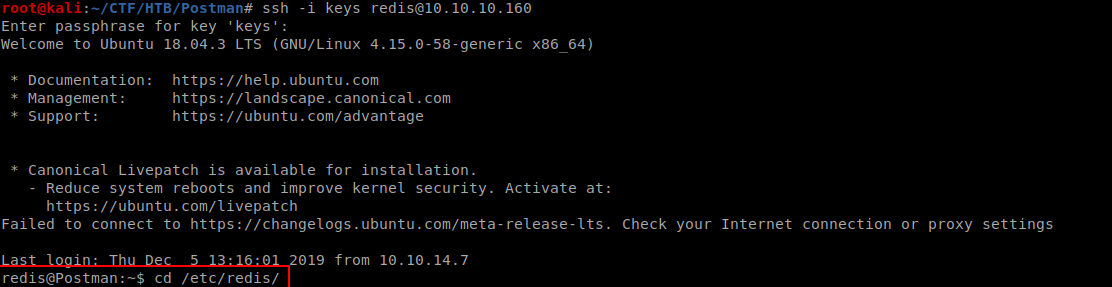 root@kali:~/CTF/HTB/Postman# ssh -i keys redis@10.10.10.160
Enter passphrase for key 'keys':
Welcome to Ubuntu 18.04.3 LTS (GNU/Linux 4.15.0-58-generic x86_64)
* Documentation:  https://help.ubuntu.com
* Management:     https://landscape.canonical.com
* Support:        https://ubuntu.com/advantage
* Canonical Livepatch is available for installation.
- Reduce system reboots and improve kernel security. Activate at:
https://ubuntu.com/livepatch
Failed to connect to https://changelogs.ubuntu.com/meta-release-lts. Check your Internet connection or proxy settings
Last login: Thu Dec  5 13:16:01 2019 from 10.10.14.7
redis@Postman:~$ cd /etc/redis/